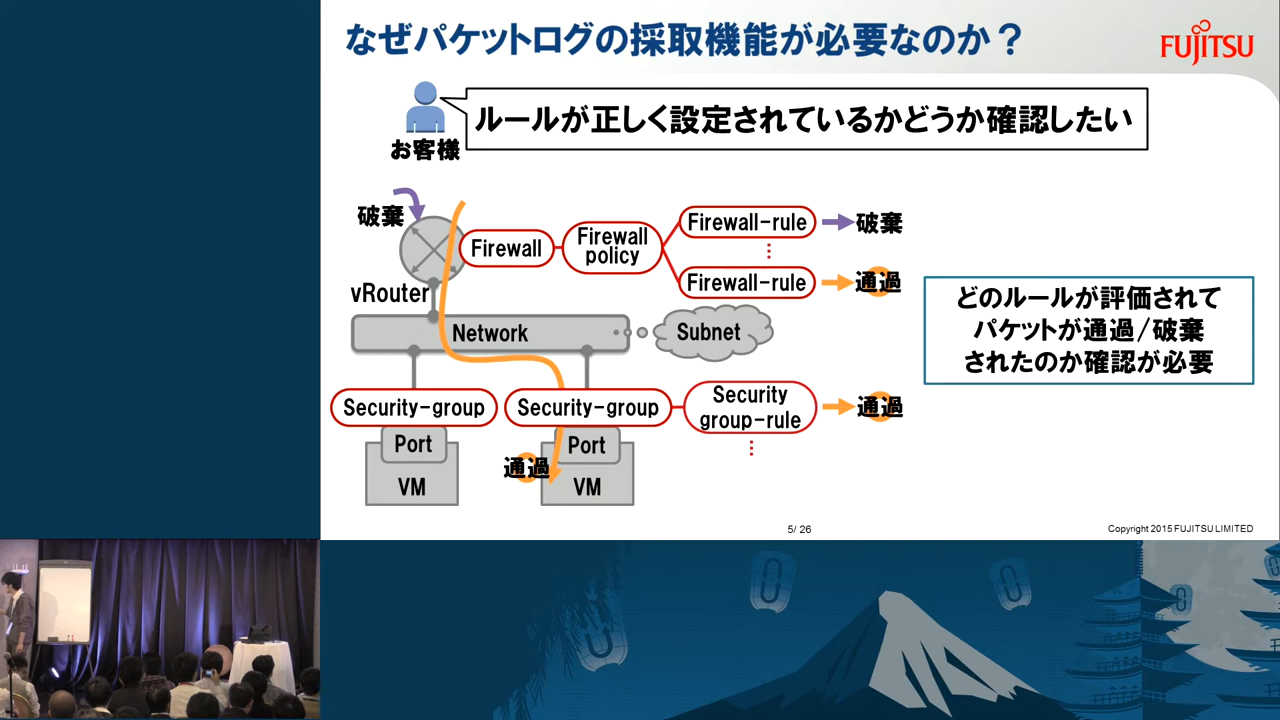 なぜパケットログの採取機能が必要なのか？
FUJITSU
ルールが正しく設定されているかどうか確認したい
お客様
破棄
Firewall
Firewall
policy
Firewall-rule
破棄
Firewall-rule
通過
vRouter
Network
Subnet
どのルールが評価されて
パケットが通過/破棄
されたのか確認が必要
Security-group
Security-group
Security
group-rule
通過
Port
Port
通過
VM
VM
5/ 26
Copyright 2015 FUJITSU LIMITED